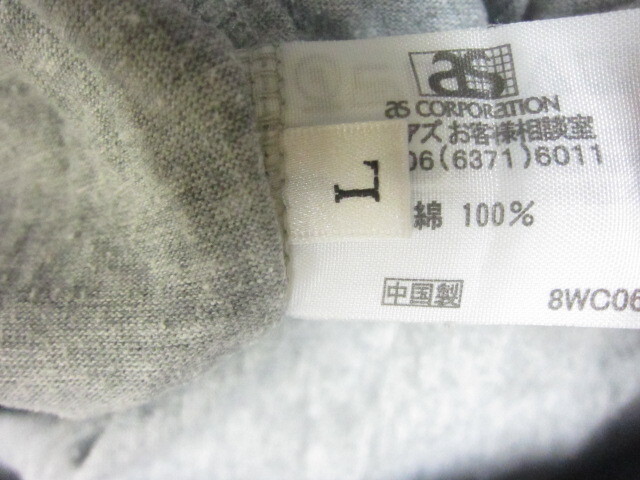 as
as CORPORATION
アズ お客様相談室
06(6371)6011
L
綿 100%
中国製
8WC06